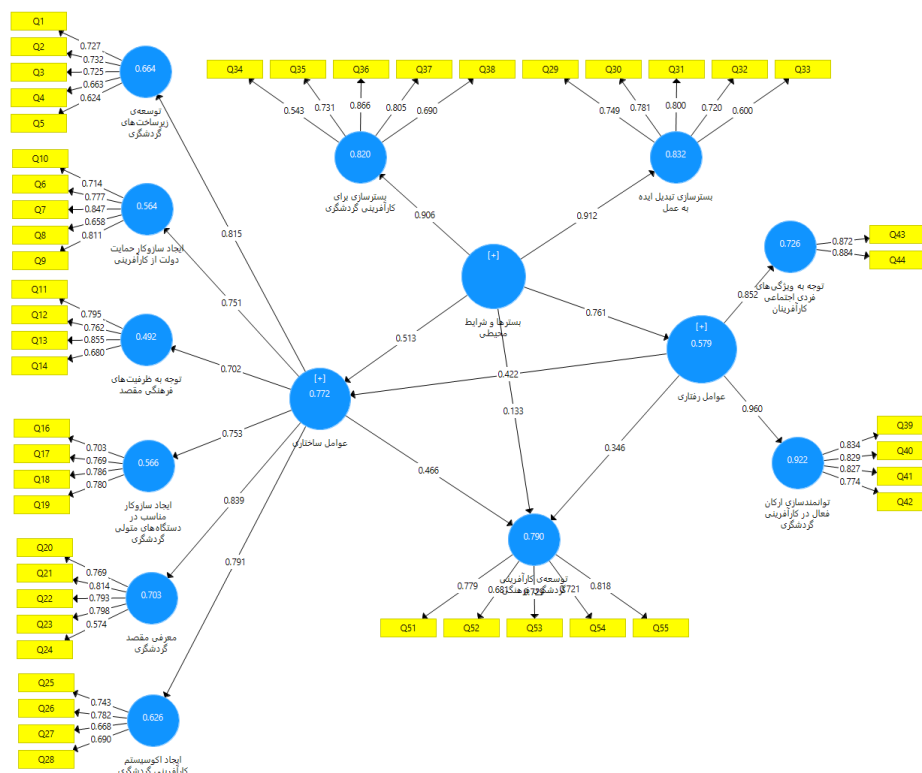 Q1
Q2
Q3
Q4
Q5
0.727
0.732
0.725
0.663
0.624
0.664
توسعه‌ی
زیرساخت‌های
گردشگری
Q34
Q35
Q36
Q37
Q38
0.543
0.731
0.866
0.805
0.690
0.820
بسترسازی برای
کارآفرینی گردشگری
Q29
Q30
Q31
Q32
Q33
0.749
0.781
0.800
0.720
0.600
0.832
بسترسازی تبدیل ایده
به عمل
Q10
Q6
Q7
Q8
Q9
0.714
0.777
0.847
0.658
0.811
0.564
ایجاد سازوکار حمایت
دولت از کارآفرینی
0.815
0.751
0.906
0.912
[+]
بسترها و شرایط
محیطی
0.513
0.761
0.422
0.133
Q43
Q44
0.872
0.884
0.726
توجه به ویژگی‌های
فردی اجتماعی
کارآفرینان
0.852
[+]
0.579
عوامل رفتاری
0.960
0.346
Q11
Q12
Q13
Q14
0.795
0.762
0.855
0.680
0.492
توجه به ظرفیت‌های
فرهنگی مقصد
0.702
[+]
0.772
عوامل ساختاری
0.753
0.839
0.791
0.466
Q16
Q17
Q18
Q19
0.703
0.769
0.786
0.780
0.566
ایجاد سازوکار
مناسب در
دستگاه‌های متولی
گردشگری
Q39
Q40
Q41
Q42
0.834
0.829
0.827
0.774
0.922
توانمندسازی ارکان
فعال در کارآفرینی
گردشگری
Q20
Q21
Q22
Q23
Q24
0.769
0.814
0.793
0.798
0.574
0.703
معرفی مقصد
گردشگری
0.790
توسعه‌ی کارآفرینی
گردشگری فرهنگی
0.779
0.721
0.818
Q51
Q52
Q53
Q54
Q55
Q25
Q26
Q27
Q28
0.743
0.782
0.668
0.690
0.626
ایجاد اکوسیستم
کارآفرینی گردشگری